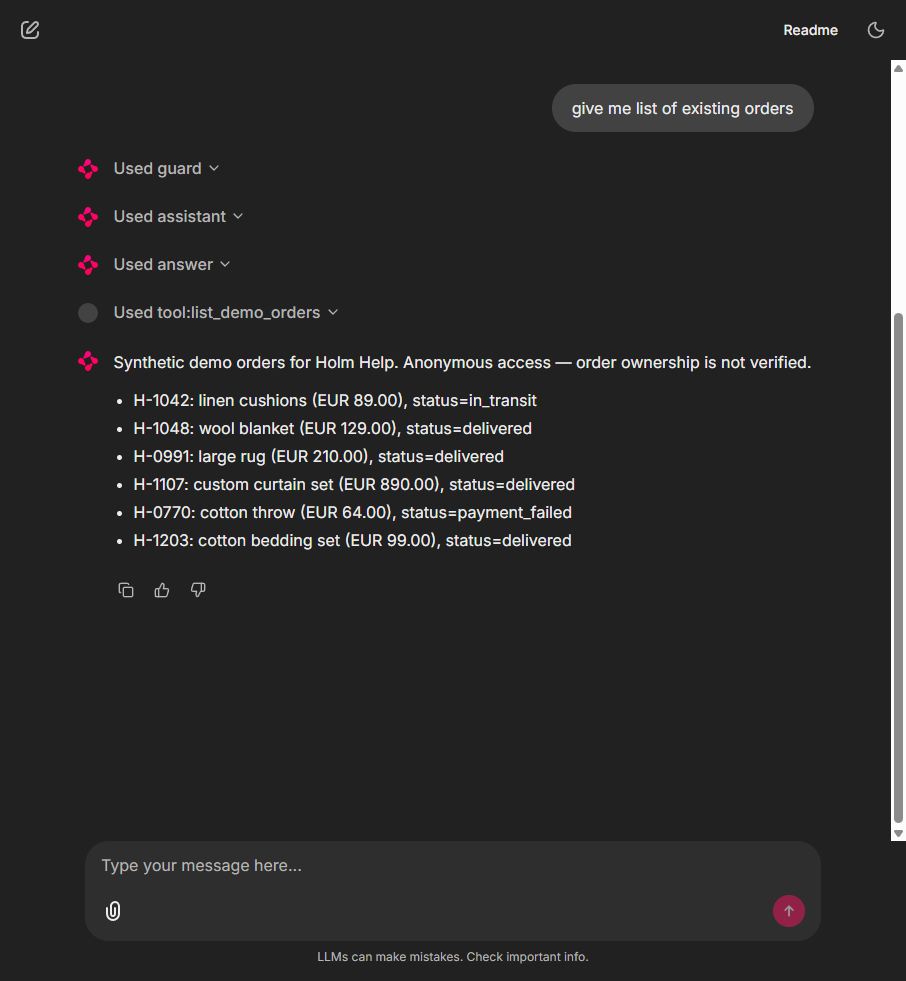 Readme
give me list of existing orders
Used guard
Used assistant
Used answer
Used tool:list_demo_orders
Synthetic demo orders for Holm Help. Anonymous access — order ownership is not verified.
• H-1042: linen cushions (EUR 89.00), status=in_transit
• H-1048: wool blanket (EUR 129.00), status=delivered
• H-0991: large rug (EUR 210.00), status=delivered
• H-1107: custom curtain set (EUR 890.00), status=delivered
• H-0770: cotton throw (EUR 64.00), status=payment_failed
• H-1203: cotton bedding set (EUR 99.00), status=delivered
Type your message here...
LLMs can make mistakes. Check important info.